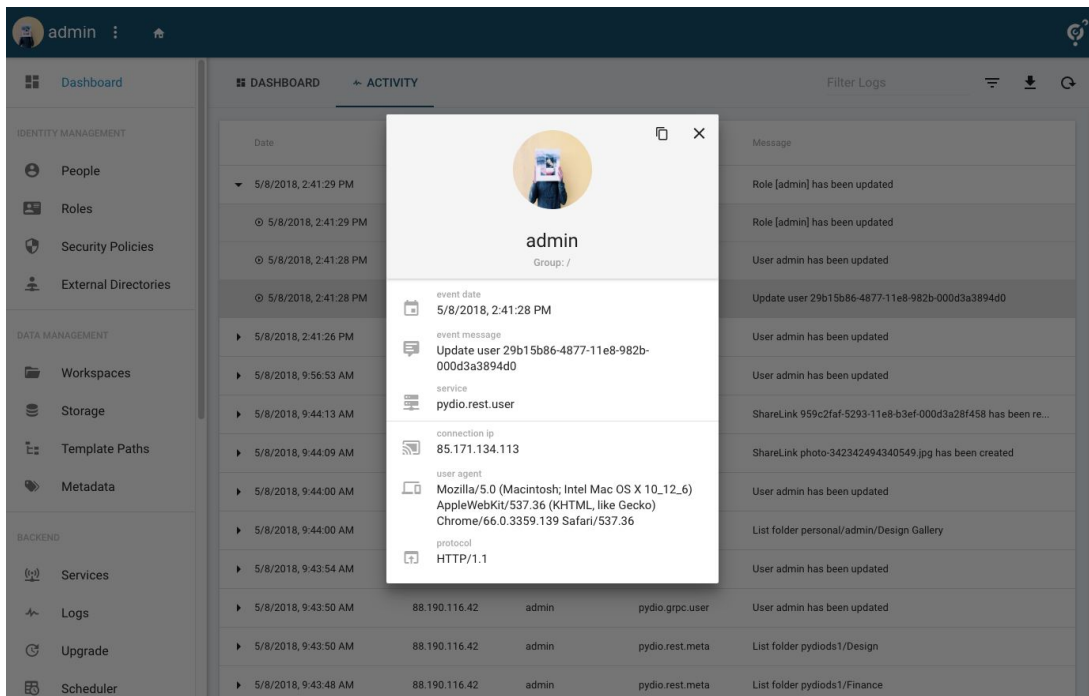 admin
Dashboard
DASHBOARD
ACTIVITY
Filter Logs
IDENTITY MANAGEMENT
People
Roles
Security Policies
External Directories
DATA MANAGEMENT
Workspaces
Storage
Template Paths
Metadata
BACKEND
Services
Logs
Upgrade
Scheduler
Date
Message
5/8/2018, 2:41:29 PM
Role [admin] has been updated
5/8/2018, 2:41:29 PM
Role [admin] has been updated
5/8/2018, 2:41:28 PM
User admin has been updated
5/8/2018, 2:41:28 PM
Update user 29b15b86-4877-11e8-982b-000d3a3894d0
5/8/2018, 2:41:26 PM
User admin has been updated
5/8/2018, 9:56:53 AM
User admin has been updated
5/8/2018, 9:44:13 AM
ShareLink 959c2faf-5293-11e8-b3ef-000d3a28f458 has been re...
5/8/2018, 9:44:09 AM
ShareLink photo-342342494340549.jpg has been created
5/8/2018, 9:44:00 AM
User admin has been updated
5/8/2018, 9:44:00 AM
List folder personal/admin/Design Gallery
5/8/2018, 9:43:54 AM
User admin has been updated
5/8/2018, 9:43:50 AM 88.190.116.42 admin pydio.grpc.user User admin has been updated
5/8/2018, 9:43:50 AM 88.190.116.42 admin pydio.rest.meta List folder pydiods1/Design
5/8/2018, 9:43:48 AM 88.190.116.42 admin pydio.rest.meta List folder pydiods1/Finance
admin
Group: /
event date
5/8/2018, 2:41:28 PM
event message
Update user 29b15b86-4877-11e8-982b-
000d3a3894d0
service
pydio.rest.user
connection ip
85.171.134.113
user agent
Mozilla/5.0 (Macintosh; Intel Mac OS X 10_12_6)
AppleWebKit/537.36 (KHTML, like Gecko)
Chrome/66.0.3359.139 Safari/537.36
protocol
HTTP/1.1